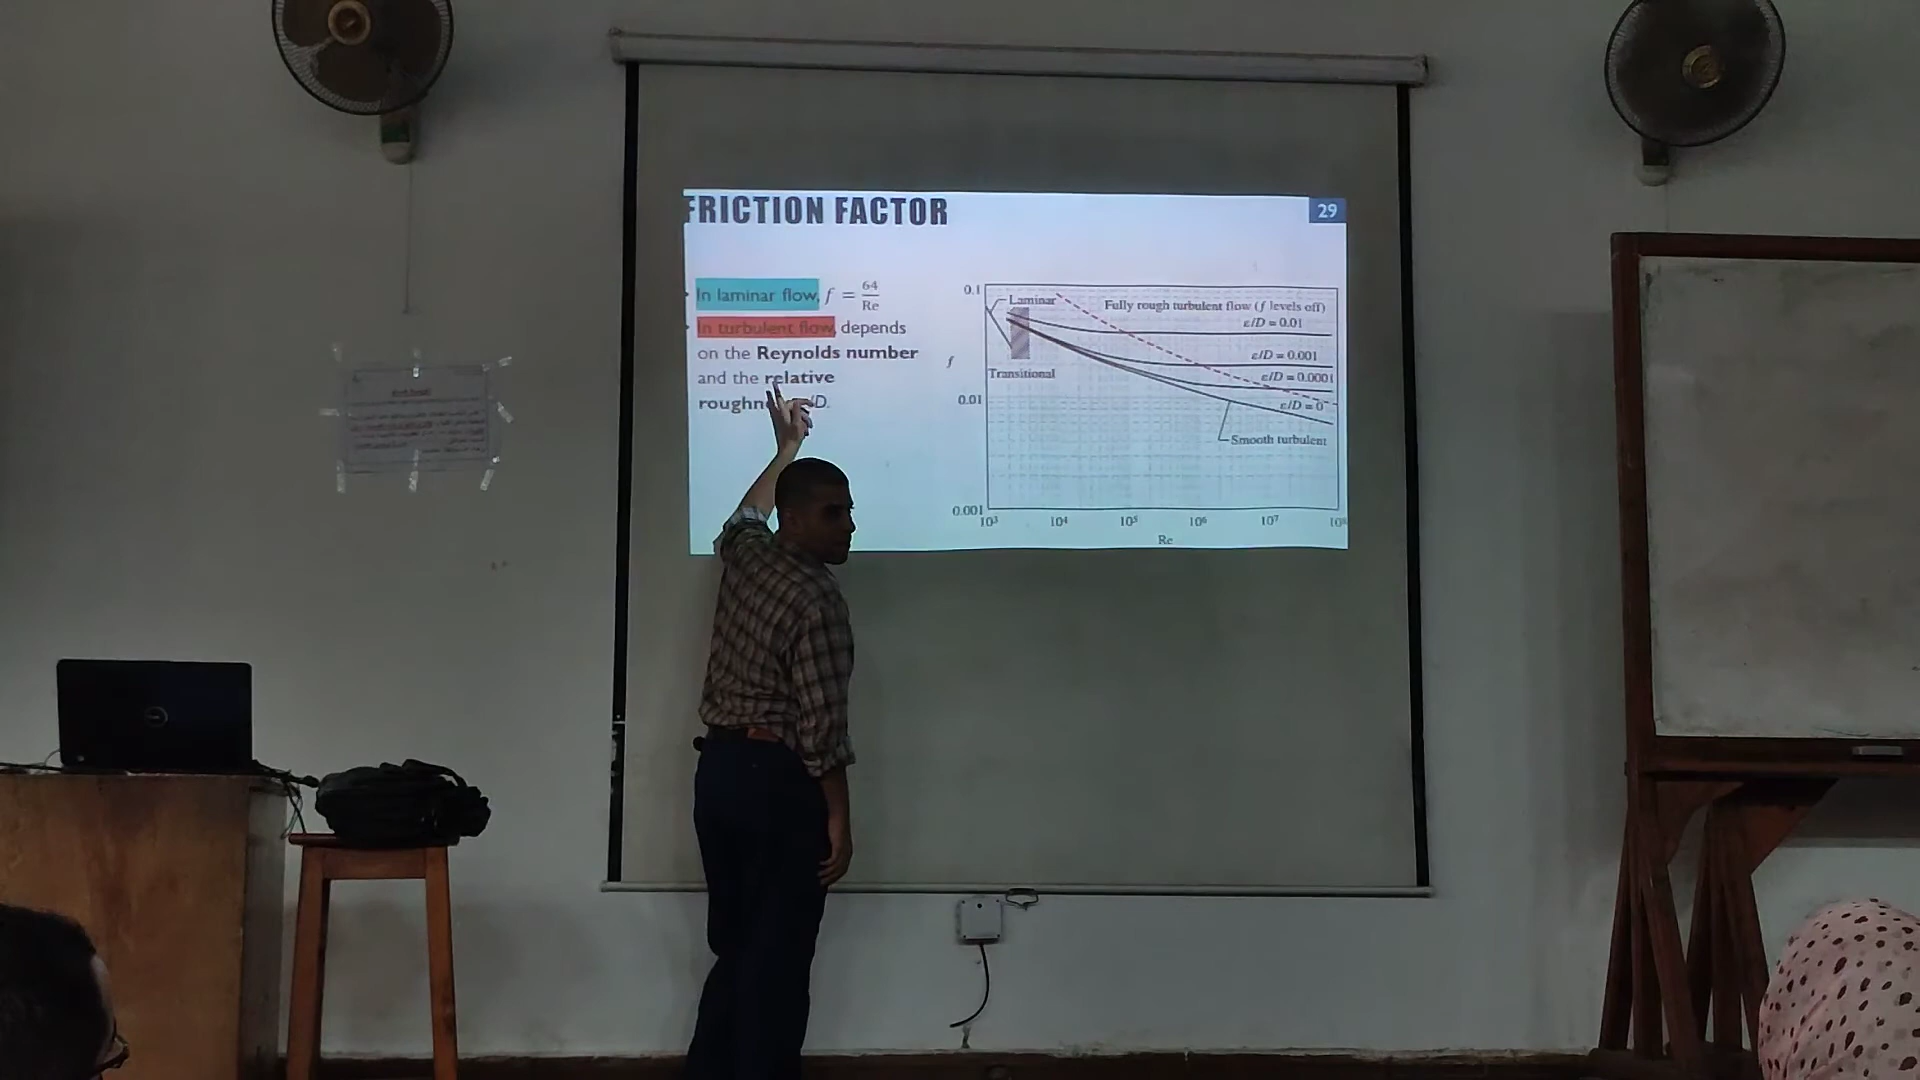 FRICTION FACTOR
29
In laminar flow, f = 64/Re
In turbulent flow, depends
on the Reynolds number
and the relative
roughn /D.
0.1
Laminar
Fully rough turbulent flow (f levels off)
ε/D = 0.01
ε/D = 0.001
f
Transitional
ε/D = 0.0001
0.01
ε/D = 0
Smooth turbulent
0.001
10³ 10⁴ 10⁵ 10⁶ 10⁷ 10⁸
Re